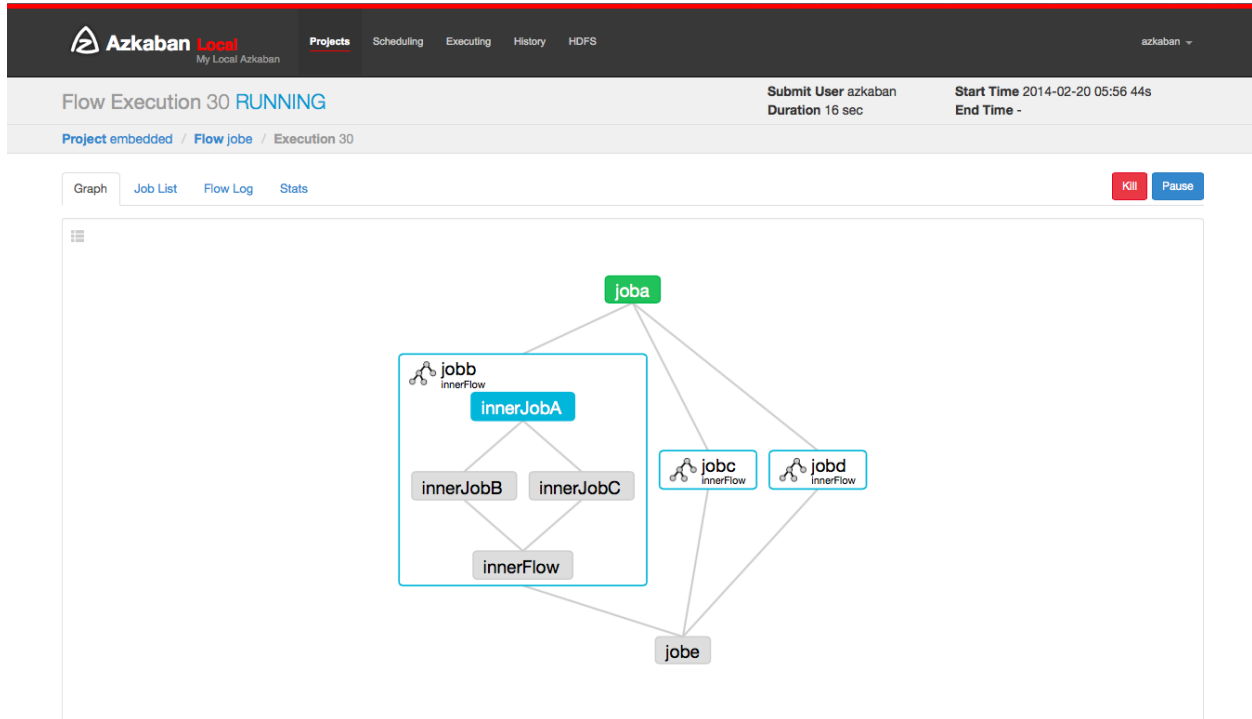 Azkaban Local
My Local Azkaban
Projects Scheduling Executing History HDFS
azkaban
Flow Execution 30 RUNNING
Submit User azkaban
Duration 16 sec
Start Time 2014-02-20 05:56 44s
End Time -
Project embedded / Flow jobe / Execution 30
Graph Job List Flow Log Stats
Kill Pause
joba
jobb
innerFlow
innerJobA
jobc
innerFlow
jobd
innerFlow
innerJobB innerJobC
innerFlow
jobe